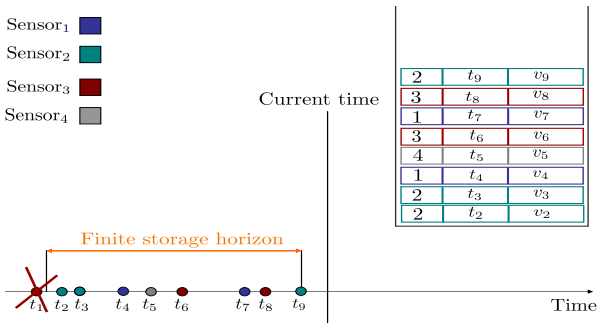 Sensor₁
Sensor₂
Sensor₃
Sensor₄
Current time
2 t₉ v₉
3 t₈ v₈
1 t₇ v₇
3 t₆ v₆
4 t₅ v₅
1 t₄ v₄
2 t₃ v₃
2 t₂ v₂
Finite storage horizon
t₁ t₂ t₃ t₄ t₅ t₆ t₇ t₈ t₉
Time